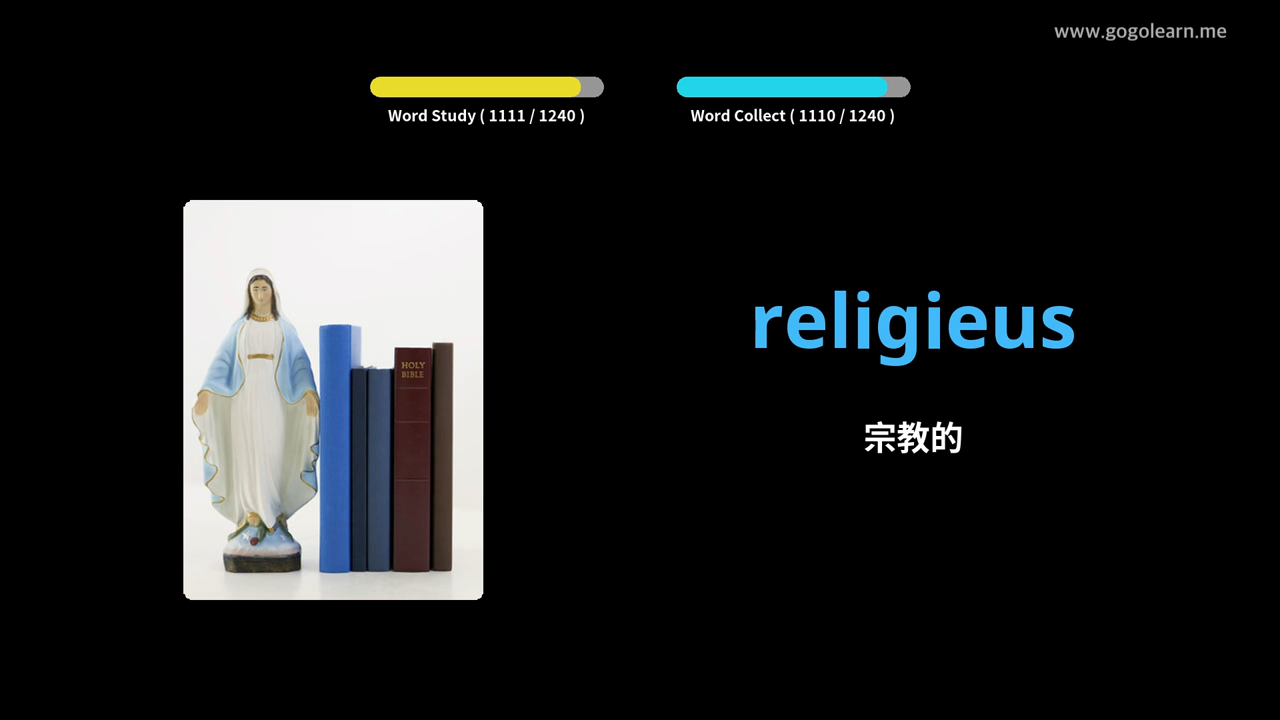 www.gogolearn.me
Word Study ( 1111 / 1240 )
Word Collect ( 1110 / 1240 )
HOLY
BIBLE
religieus
宗教的